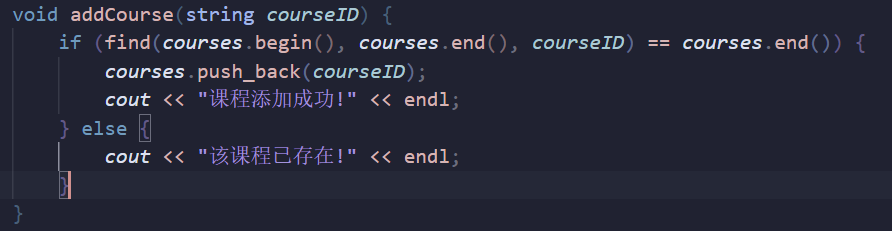 void addCourse(string courseID) {
    if (find(courses.begin(), courses.end(), courseID) == courses.end()) {
        courses.push_back(courseID);
        cout << "课程添加成功!" << endl;
    } else {
        cout << "该课程已存在!" << endl;
    }
}